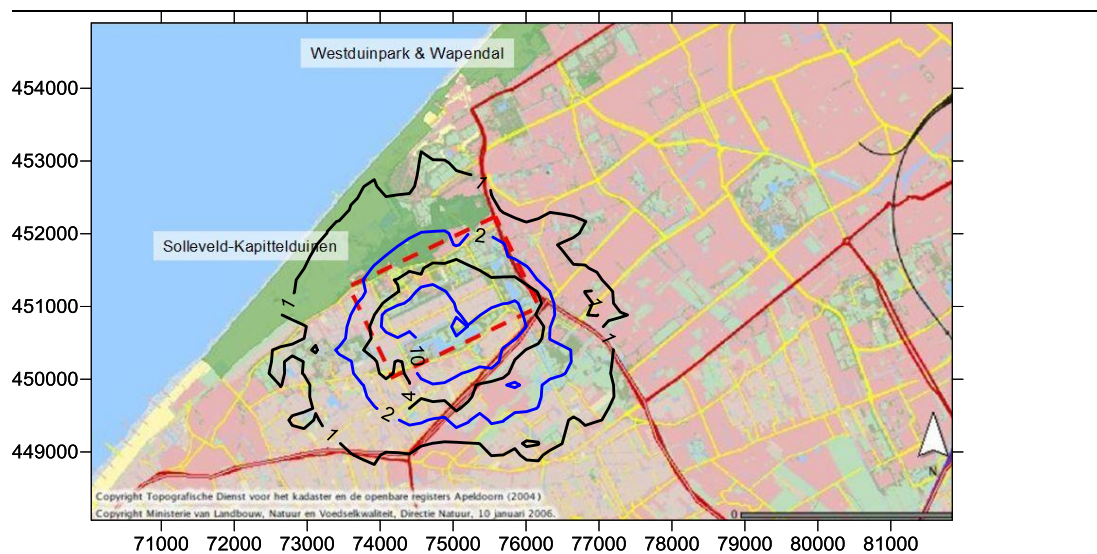 Westduinpark & Wapendal
454000
453000
1
452000
2
Solleveld-Kapittelduinen
451000
1
1
1
10
450000
4
2
1
449000
N
Copyright Topografische Dienst voor het kadaster en de openbare registers Apeldoorn (2004)
Copyright Ministerie van Landbouw, Natuur en Voedselkwaliteit, Directie Natuur, 10 januari 2006.
0
71000 72000 73000 74000 75000 76000 77000 78000 79000 80000 81000